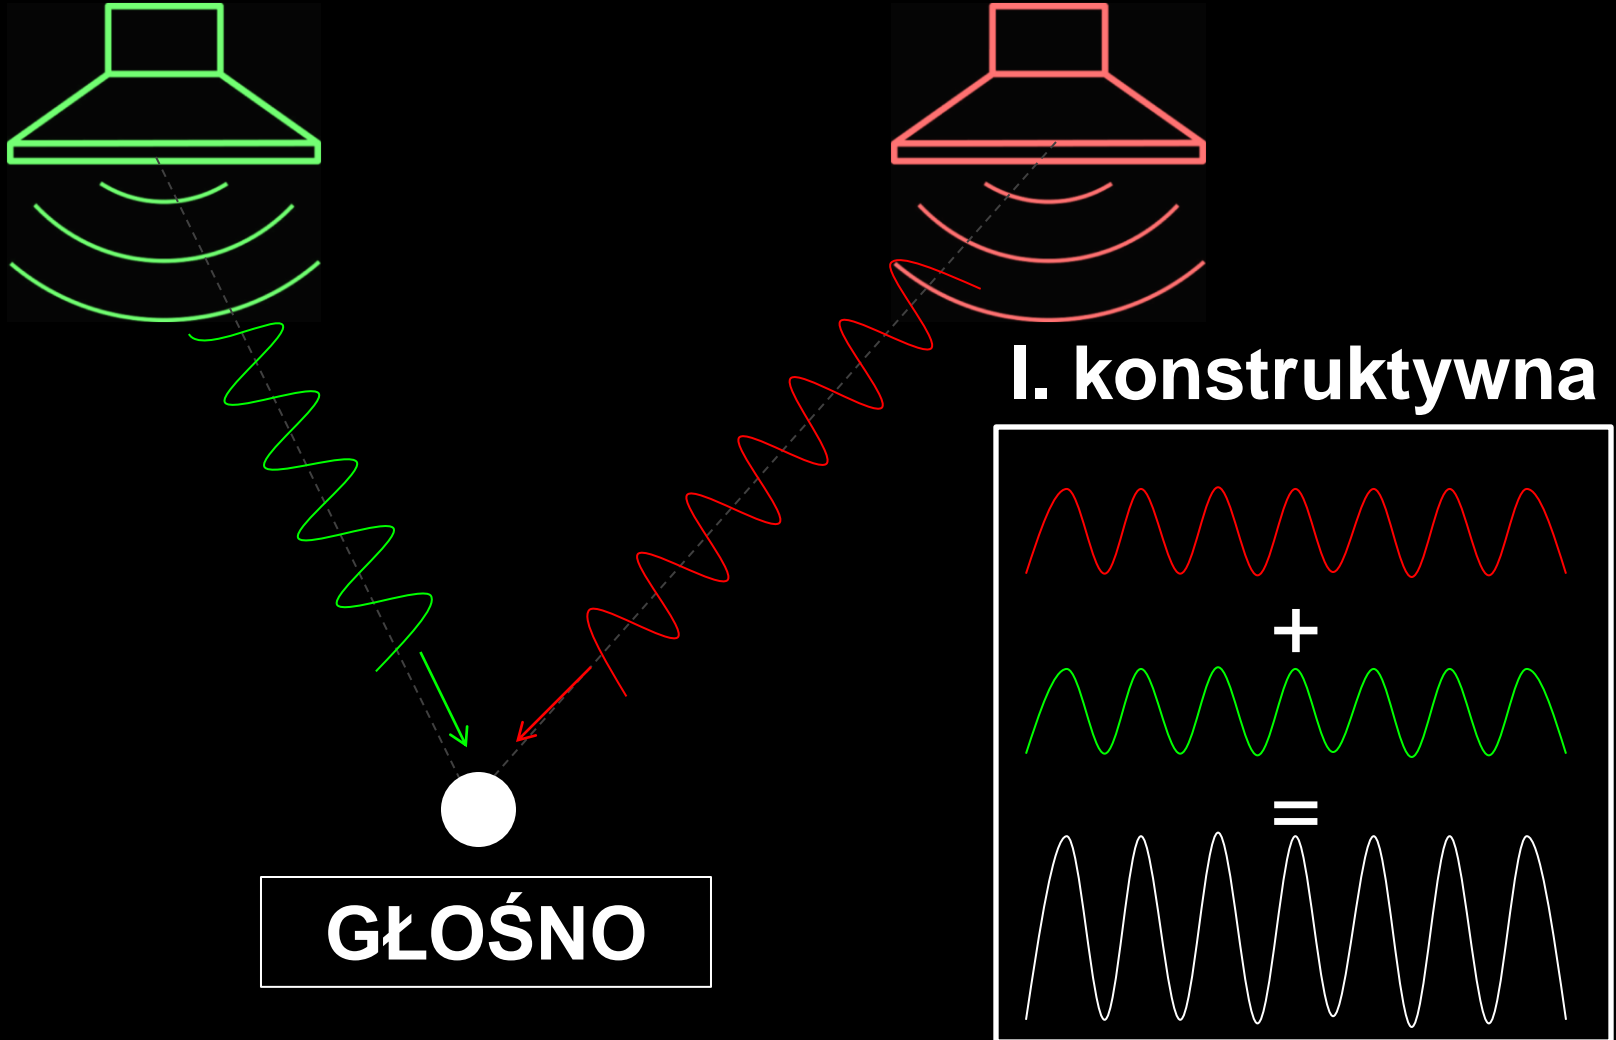 I. konstruktywna
+
=
GŁOŚNO